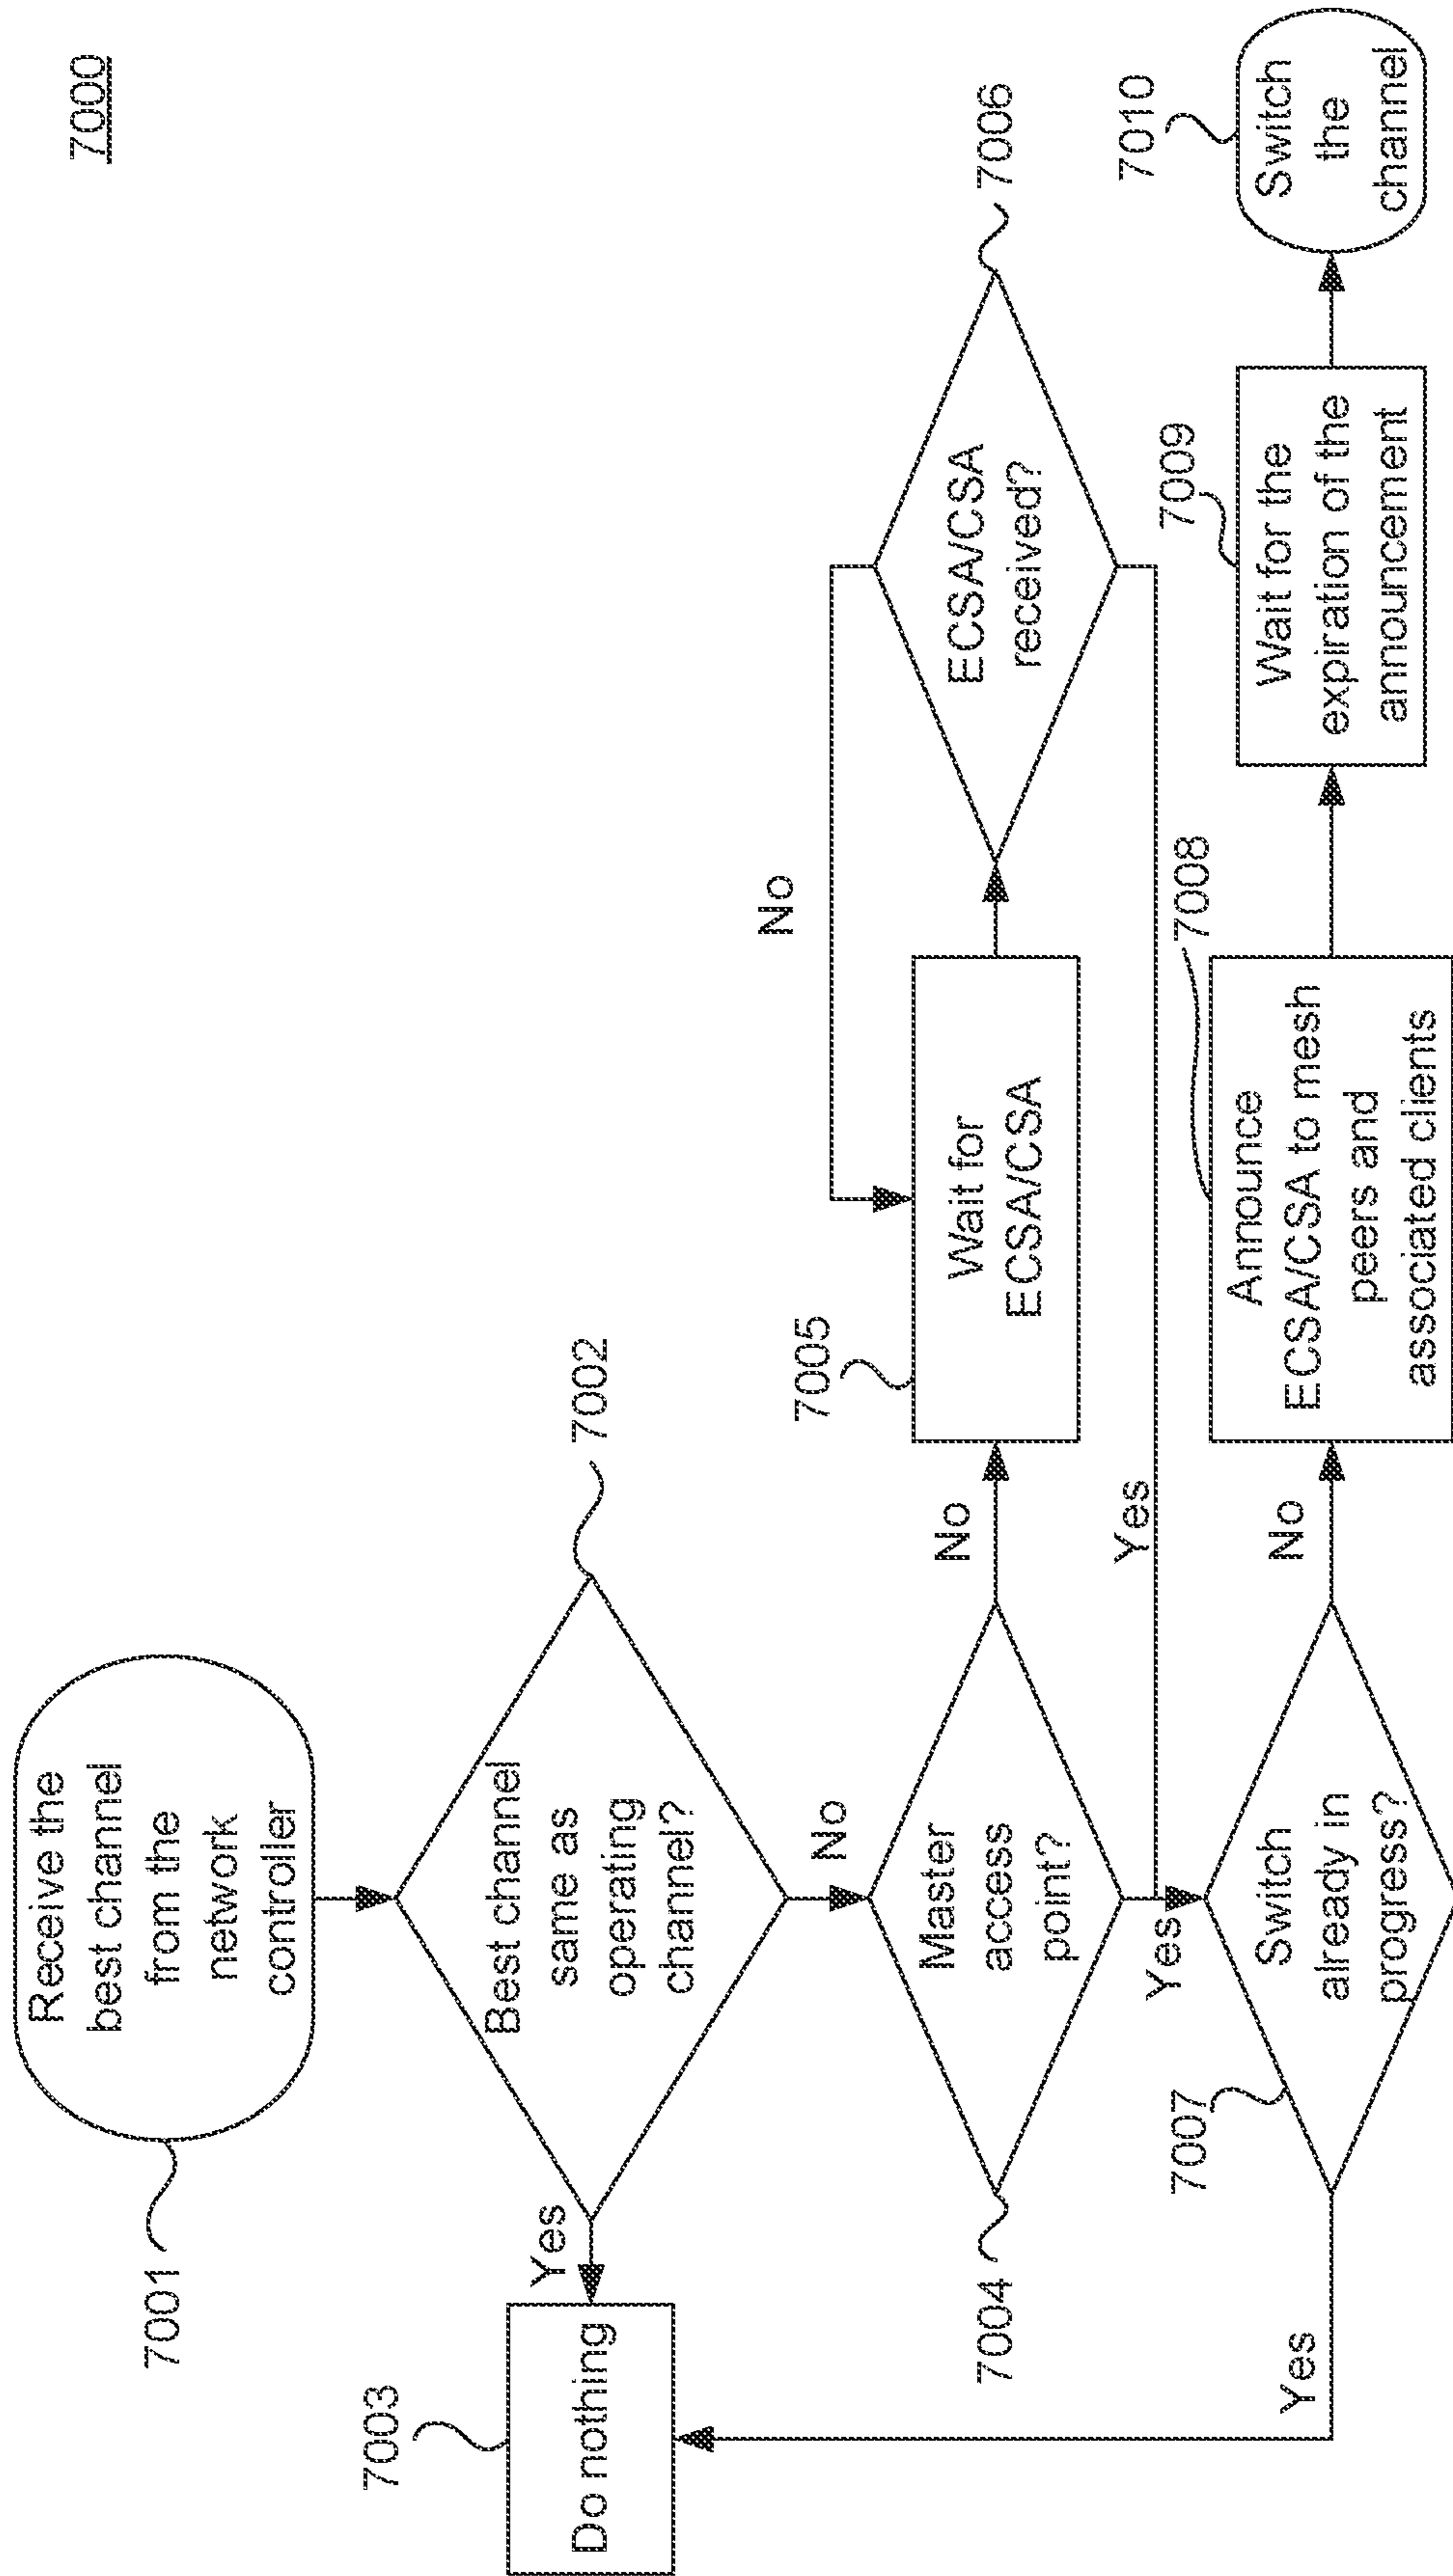 7000
Receive the
best channel
from the
network
controller
7001
Best channel
same as
operating
channel?
7002
Yes
Do nothing
7003
No
Master
access
point?
7004
No
Wait for
ECSA/CSA
7005
No
ECSA/CSA
received?
7006
Yes
Yes
Switch
already in
progress?
7007
Yes
No
Announce
ECSA/CSA to mesh
peers and
associated clients
7008
Wait for the
expiration of the
announcement
7009
Switch
the
channel
7010